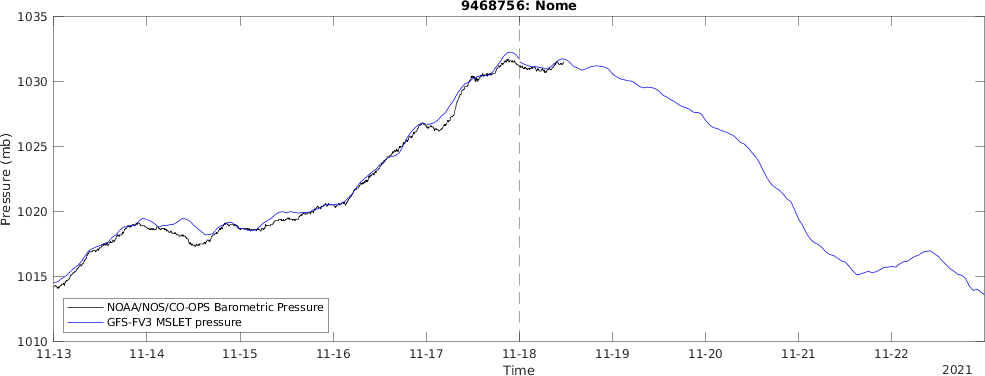 9468756: Nome
1035
1030
1025
1020
1015
1010
Pressure (mb)
NOAA/NOS/CO-OPS Barometric Pressure
GFS-FV3 MSLET pressure
11-13 11-14 11-15 11-16 11-17 11-18 11-19 11-20 11-21 11-22
Time
2021